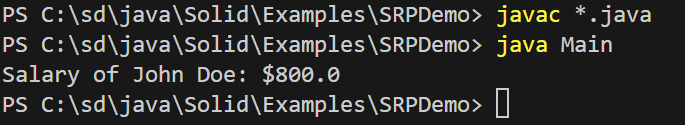 PS C:\sd\java\Solid\Examples\SRPDemo> javac *.java
PS C:\sd\java\Solid\Examples\SRPDemo> java Main
Salary of John Doe: $800.0
PS C:\sd\java\Solid\Examples\SRPDemo>